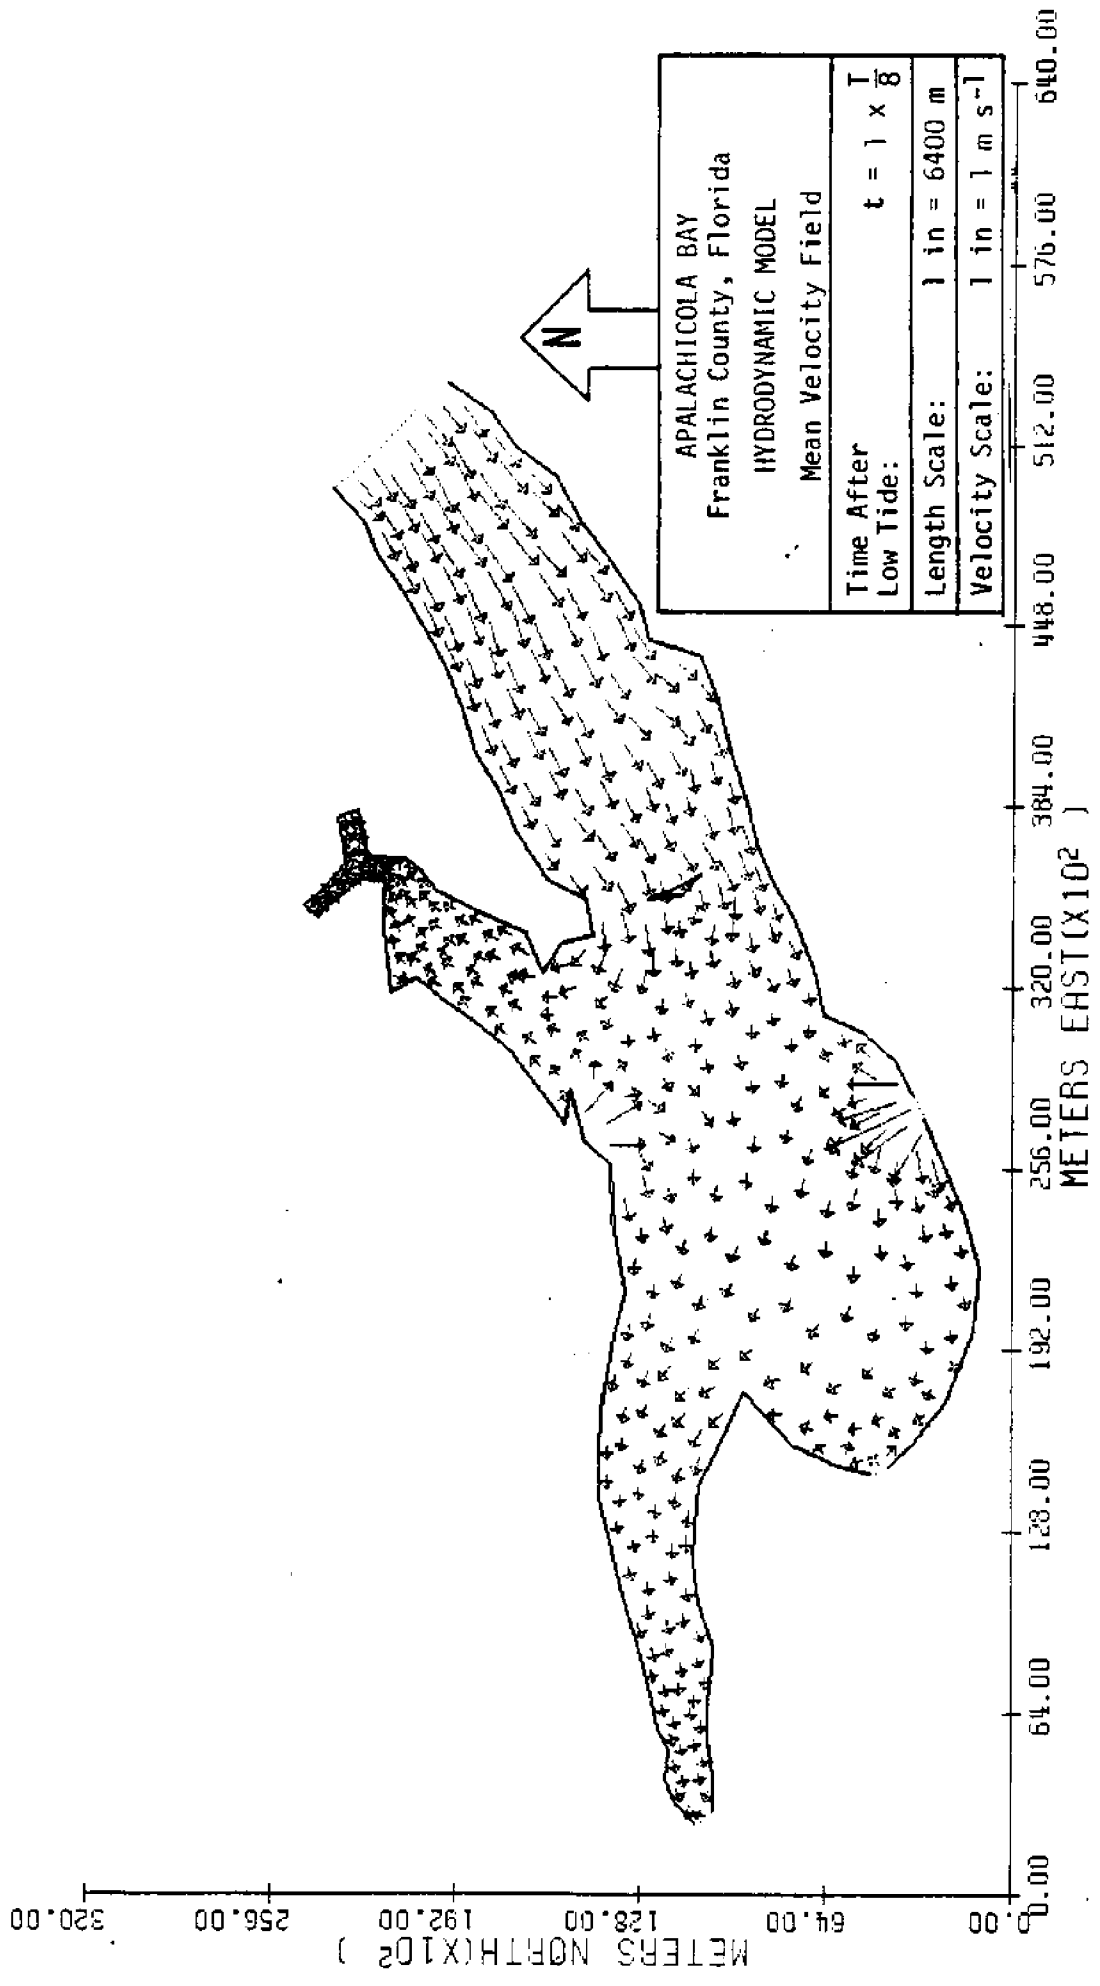 320.00
256.00
192.00
128.00
64.00
0.00
METERS NORTH(X10²)
N
APALACHICOLA BAY
Franklin County, Florida
HYDRODYNAMIC MODEL
Mean Velocity Field
Time After
Low Tide: t = 1 x T/8
Length Scale: 1 in = 6400 m
Velocity Scale: 1 in = 1 m s⁻¹
0.00 64.00 128.00 192.00 256.00 320.00 384.00 448.00 512.00 576.00 640.00
METERS EAST(X10²)